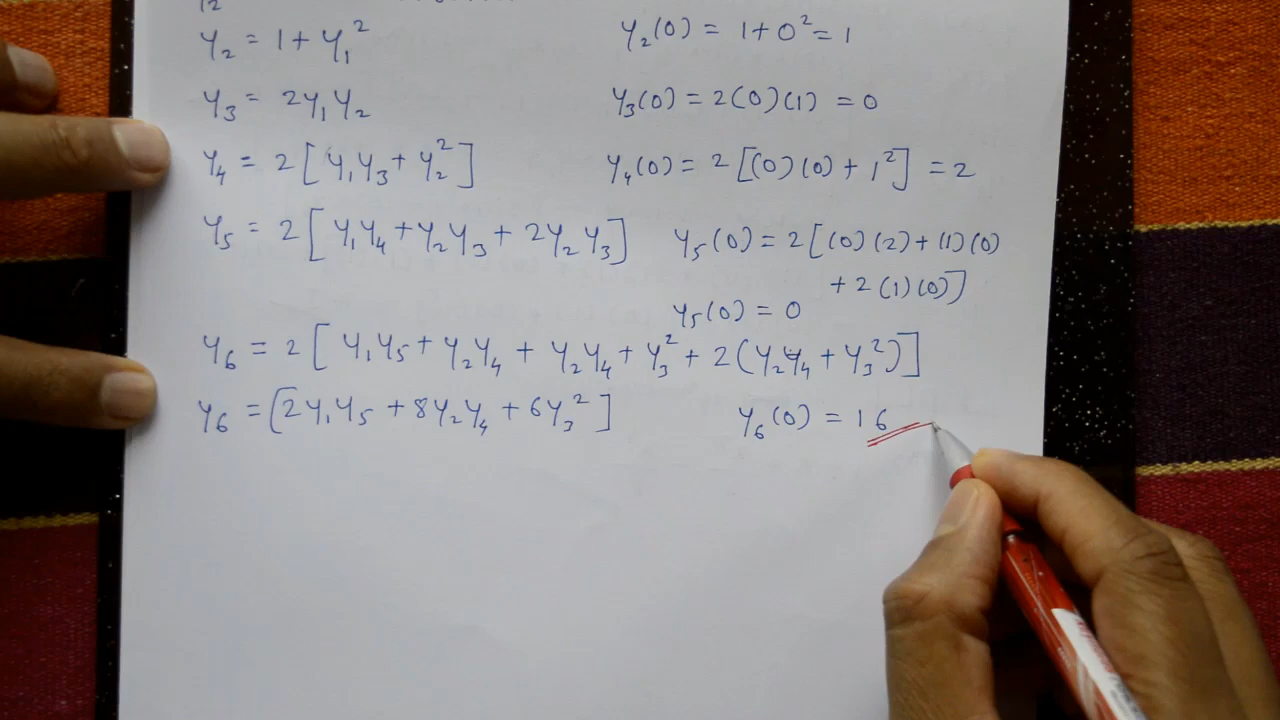 y₂ = 1 + y₁² y₂(0) = 1+0² = 1
y₃ = 2y₁y₂ y₃(0) = 2(0)(1) = 0
y₄ = 2[y₁y₃ + y₂²] y₄(0) = 2[(0)(0) + 1²] = 2
y₅ = 2[y₁y₄ + y₂y₃ + 2y₂y₃] y₅(0) = 2[(0)(2) + (1)(0)
+ 2(1)(0)]
y₅(0) = 0
y₆ = 2[y₁y₅ + y₂y₄ + y₂y₄ + y₃² + 2(y₂y₄ + y₃²)]
y₆ = [2y₁y₅ + 8y₂y₄ + 6y₃²] y₆(0) = 16